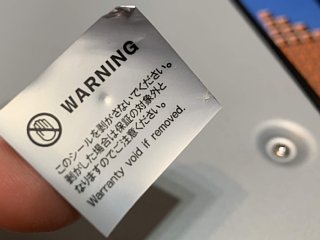 WARNING
このシールを剥がさないでください。
剥がした場合は保証の対象外と
なりますのでご注意ください。
Warranty void if removed.